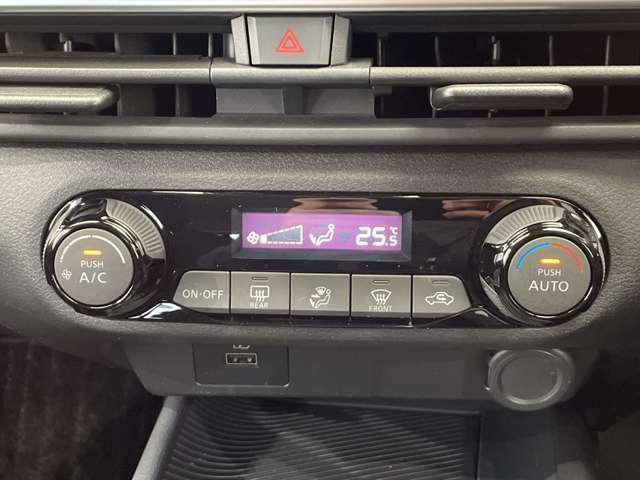 25.5°C
PUSH
A/C
PUSH
AUTO
ON·OFF
REAR
FRONT